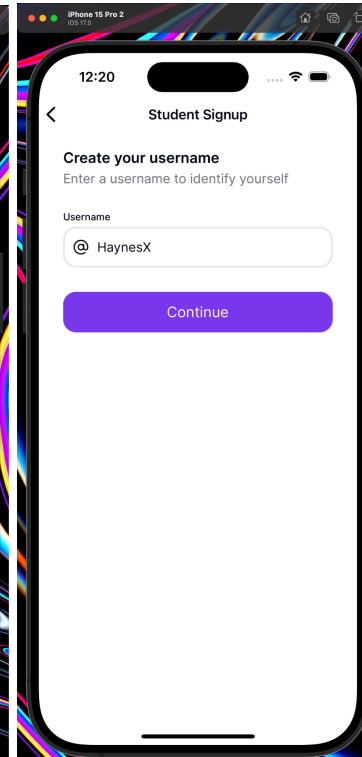 iPhone 15 Pro 2
iOS 17.0
12:20
Student Signup
Create your username
Enter a username to identify yourself
Username
@ HaynesX
Continue